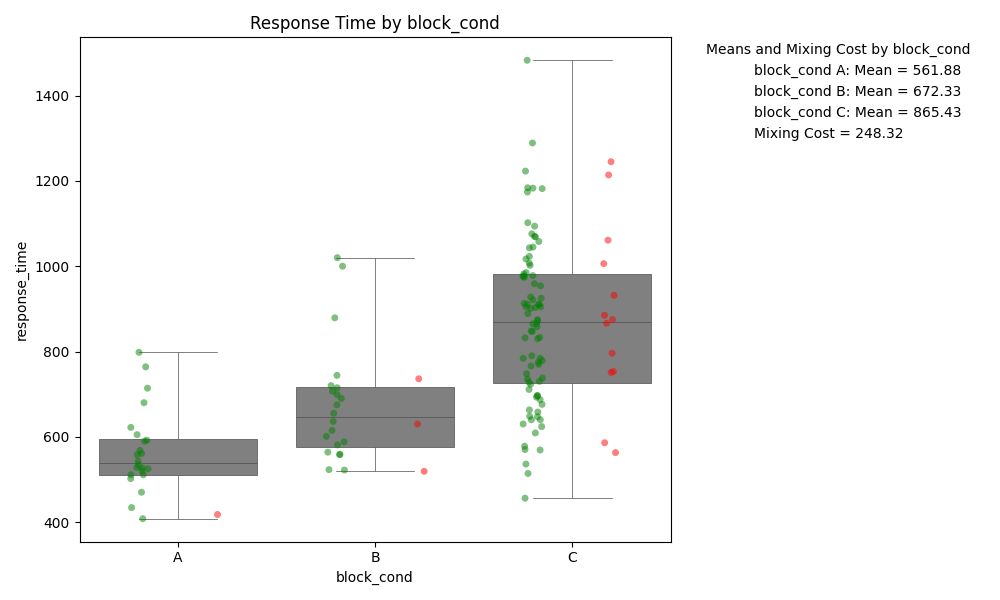 Response Time by block_cond
Means and Mixing Cost by block_cond
block_cond A: Mean = 561.88
block_cond B: Mean = 672.33
block_cond C: Mean = 865.43
Mixing Cost = 248.32
response_time
1400
1200
1000
800
600
400
A
B
C
block_cond